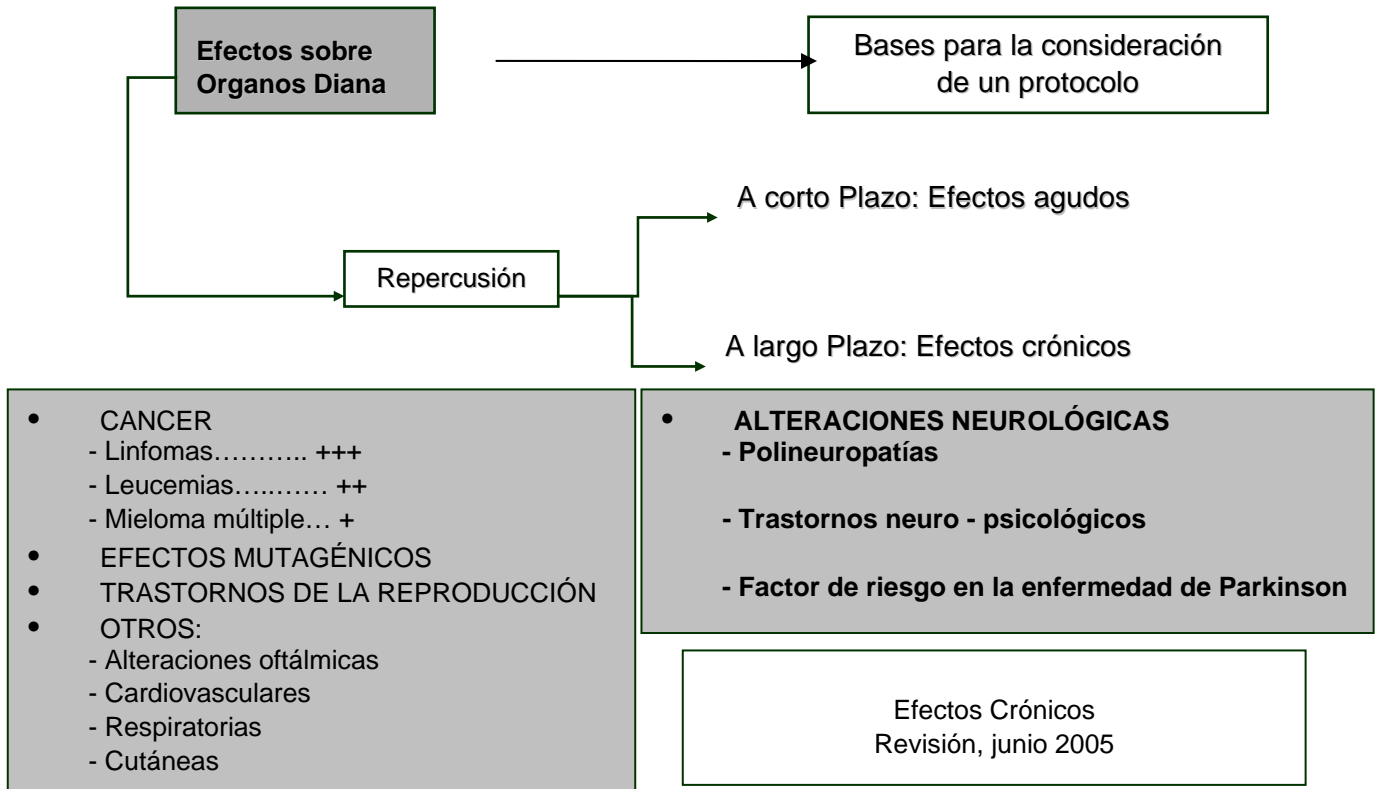 Efectos sobre
Organos Diana
Bases para la consideración
de un protocolo
A corto Plazo: Efectos agudos
Repercusión
A largo Plazo: Efectos crónicos
• CANCER
- Linfomas……….. +++
- Leucemias…..…… ++
- Mieloma múltiple… +
• EFECTOS MUTAGÉNICOS
• TRASTORNOS DE LA REPRODUCCIÓN
• OTROS:
- Alteraciones oftálmicas
- Cardiovasculares
- Respiratorias
- Cutáneas
• ALTERACIONES NEUROLÓGICAS
- Polineuropatías
- Trastornos neuro - psicológicos
- Factor de riesgo en la enfermedad de Parkinson
Efectos Crónicos
Revisión, junio 2005